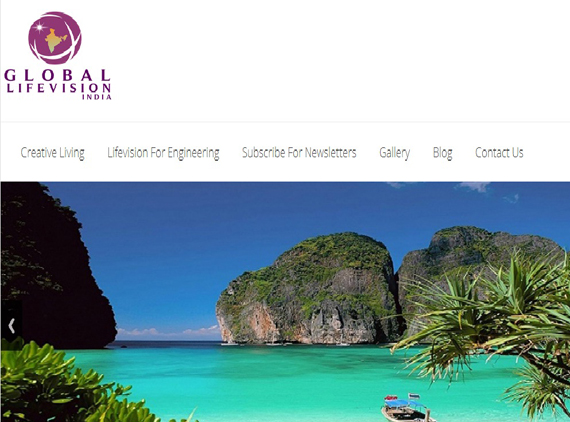 GLOBAL
LIFEVISION
INDIA
Creative Living Lifevision For Engineering Subscribe For Newsletters Gallery Blog Contact Us